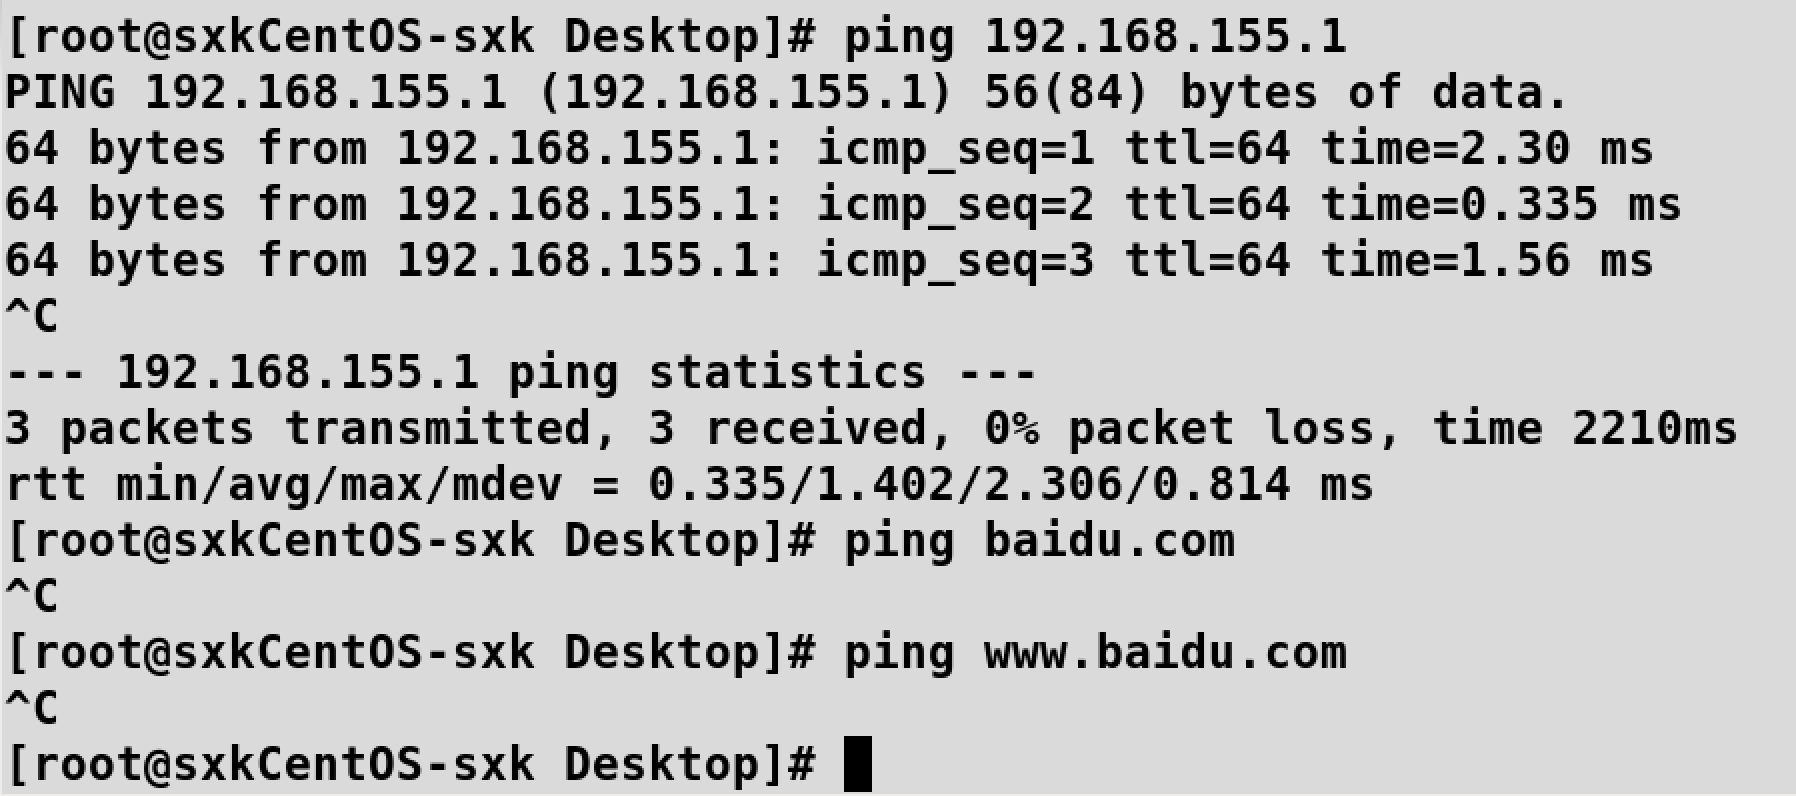 [root@sxkCentOS-sxk Desktop]# ping 192.168.155.1
PING 192.168.155.1 (192.168.155.1) 56(84) bytes of data.
64 bytes from 192.168.155.1: icmp_seq=1 ttl=64 time=2.30 ms
64 bytes from 192.168.155.1: icmp_seq=2 ttl=64 time=0.335 ms
64 bytes from 192.168.155.1: icmp_seq=3 ttl=64 time=1.56 ms
^C
--- 192.168.155.1 ping statistics ---
3 packets transmitted, 3 received, 0% packet loss, time 2210ms
rtt min/avg/max/mdev = 0.335/1.402/2.306/0.814 ms
[root@sxkCentOS-sxk Desktop]# ping baidu.com
^C
[root@sxkCentOS-sxk Desktop]# ping www.baidu.com
^C
[root@sxkCentOS-sxk Desktop]#